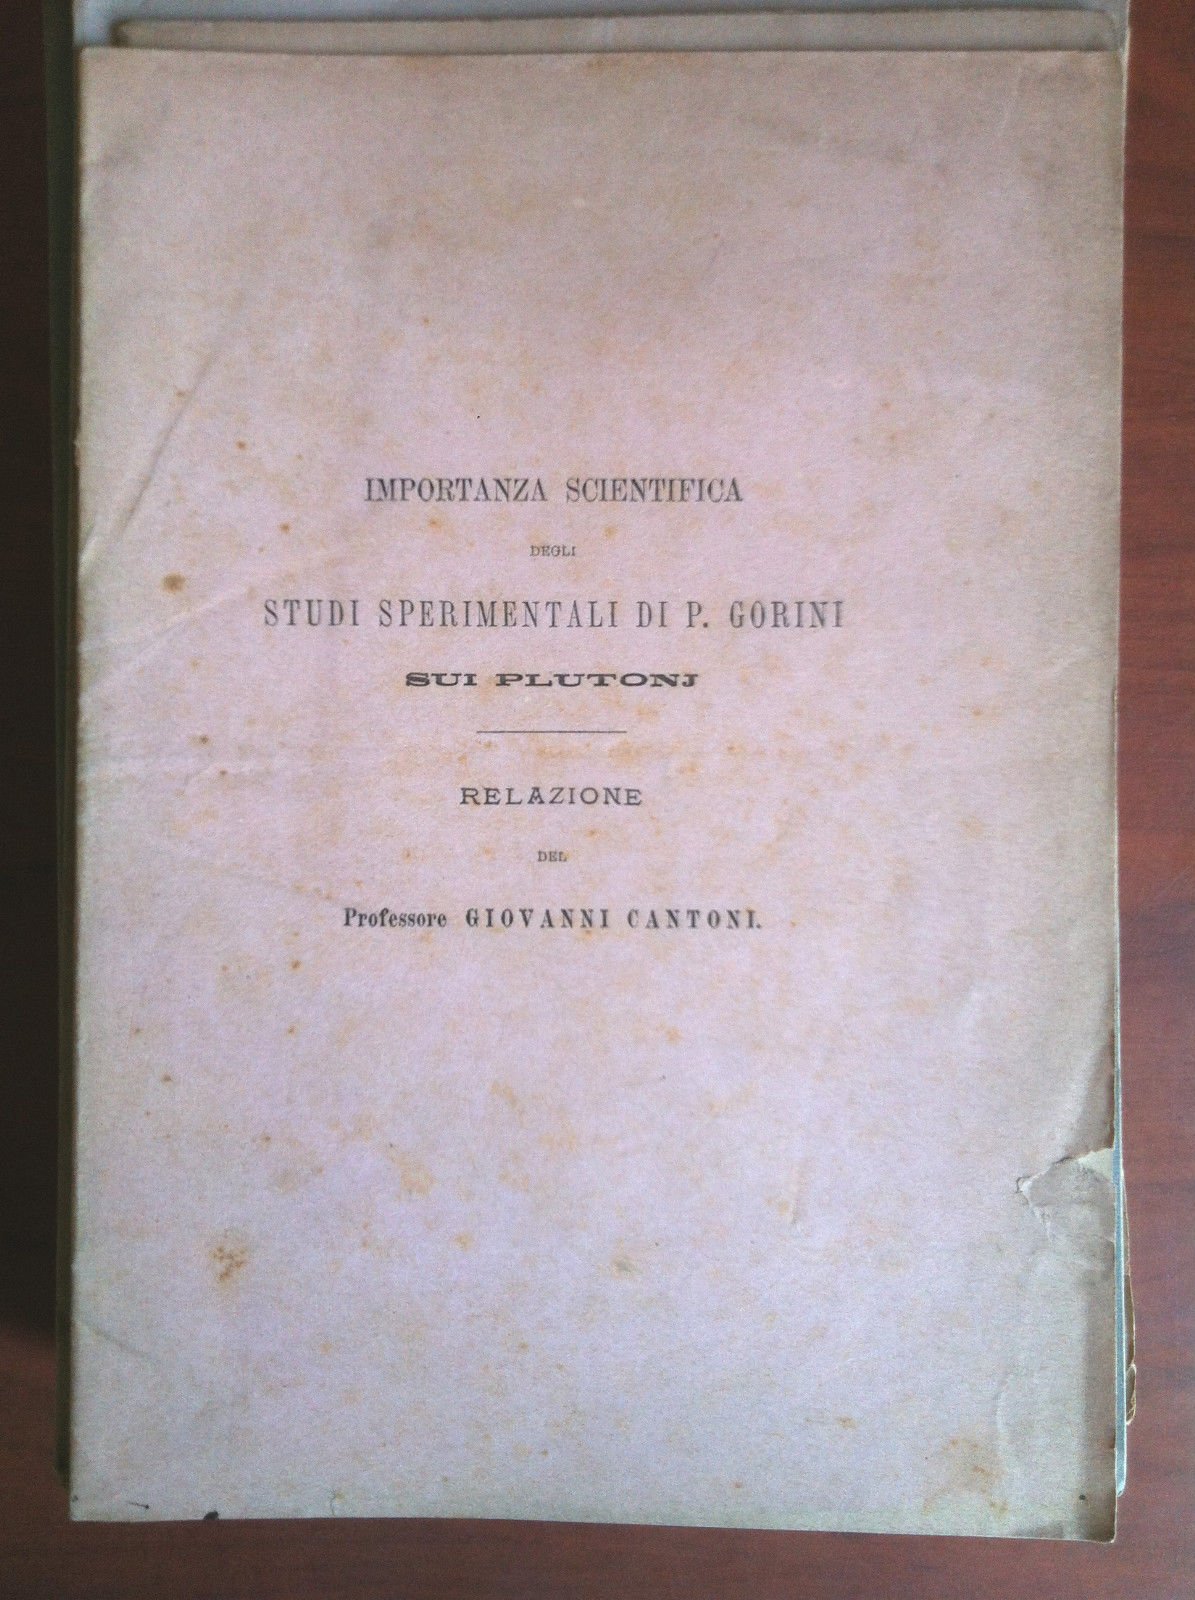 IMPORTANZA SCIENTIFICA
DEGLI
STUDI SPERIMENTALI DI P. GORINI
SUI PLUTONJ
RELAZIONE
DEL
Professore GIOVANNI CANTONI.